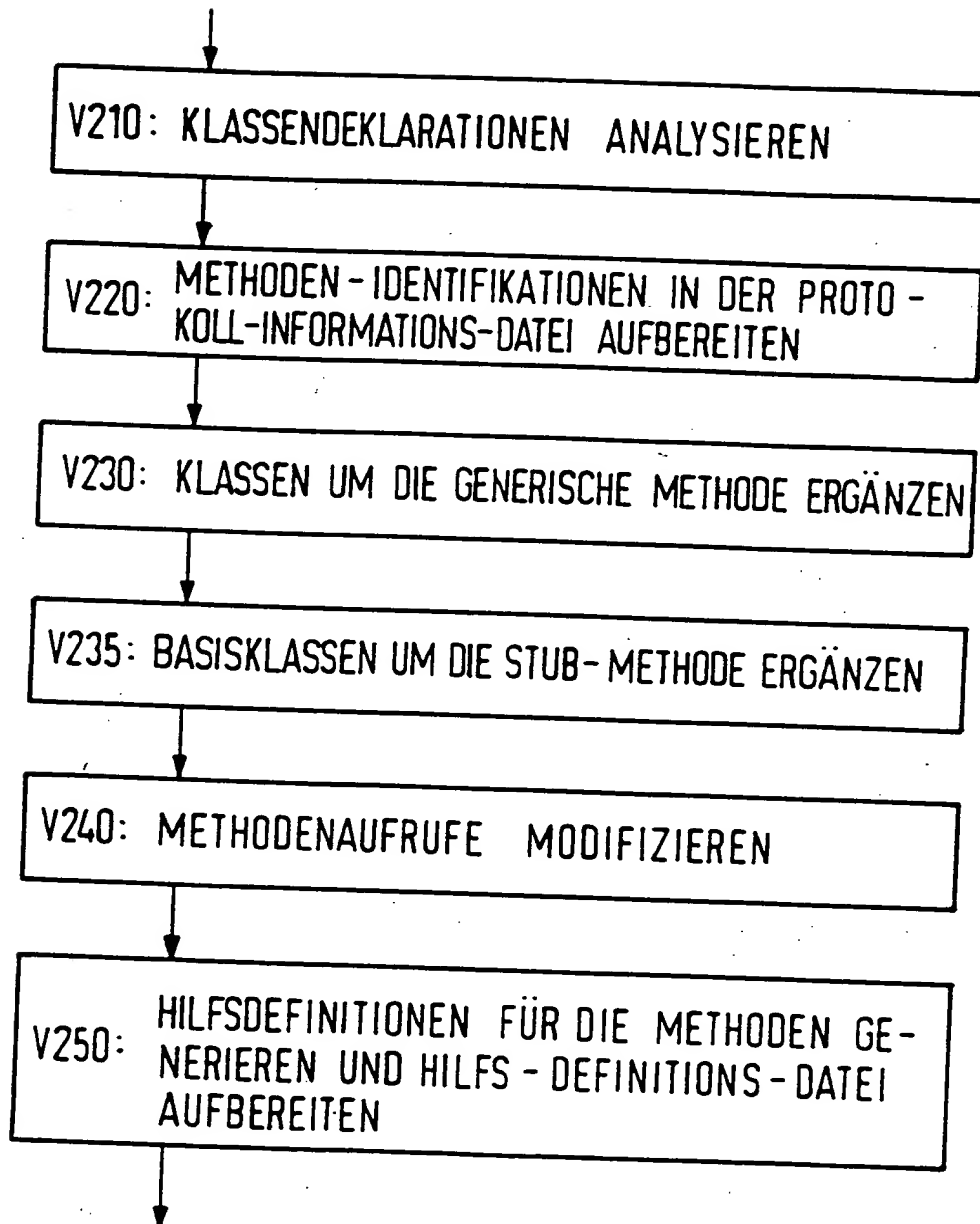 V210: KLASSENDEKLARATIONEN ANALYSIEREN
V220: METHODEN-IDENTIFIKATIONEN IN DER PROTO-
KOLL-INFORMATIONS-DATEI AUFBEREITEN
V230: KLASSEN UM DIE GENERISCHE METHODE ERGÄNZEN
V235: BASISKLASSEN UM DIE STUB-METHODE ERGÄNZEN
V240: METHODENAUFRUFE MODIFIZIEREN
V250: HILFSDEFINITIONEN FÜR DIE METHODEN GE-
NERIEREN UND HILFS-DEFINITIONS-DATEI
AUFBEREITEN